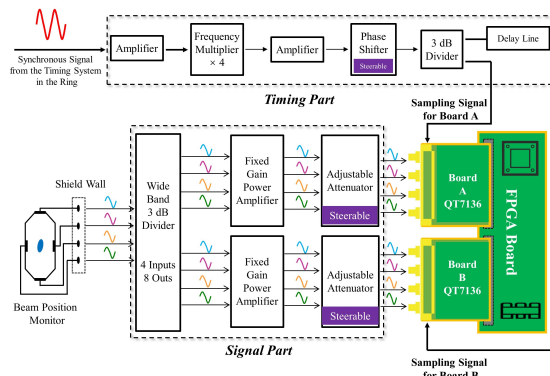 Synchronous Signal
from the Timing System
in the Ring
Amplifier
Frequency
Multiplier
× 4
Amplifier
Phase
Shifter
Steerable
3 dB
Divider
Delay Line
Timing Part
Sampling Signal
for Board A
Shield Wall
Beam Position
Monitor
Wide
Band
3 dB
Divider
4 Inputs
8 Outs
Fixed
Gain
Power
Amplifier
Adjustable
Attenuator
Steerable
Fixed
Gain
Power
Amplifier
Adjustable
Attenuator
Steerable
Signal Part
Board
A
QT7136
Board
B
QT7136
FPGA Board
Sampling Signal
for Board B